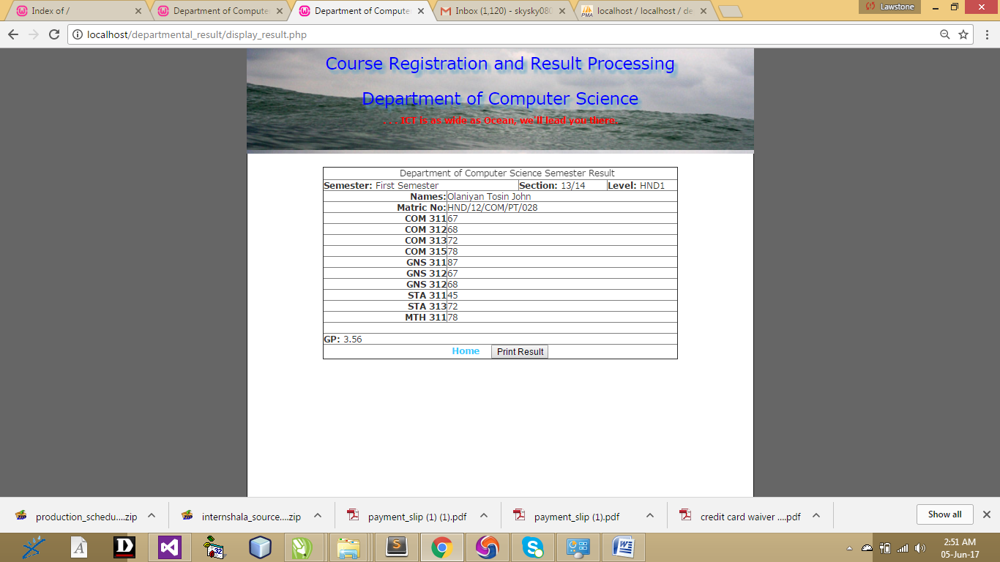 Index of /
Department of Compute
Department of Compute
Inbox (1,120) - skysky080
localhost / localhost / de
Lawstone
localhost/departmental_result/display_result.php
Course Registration and Result Processing
Department of Computer Science
.... ICT is as wide as Ocean, we'll lead you there..
Department of Computer Science Semester Result
Semester: First Semester Section: 13/14 Level: HND1
Names: Olaniyan Tosin John
Matric No: HND/12/COM/PT/028
COM 311 67
COM 312 68
COM 313 72
COM 315 78
GNS 311 87
GNS 312 67
GNS 312 68
STA 311 45
STA 313 72
MTH 311 78
GP: 3.56
Home Print Result
production_schedu....zip
internshala_source....zip
payment_slip (1) (1).pdf
payment_slip (1).pdf
credit card waiver ....pdf
Show all
2:51 AM
05-Jun-17